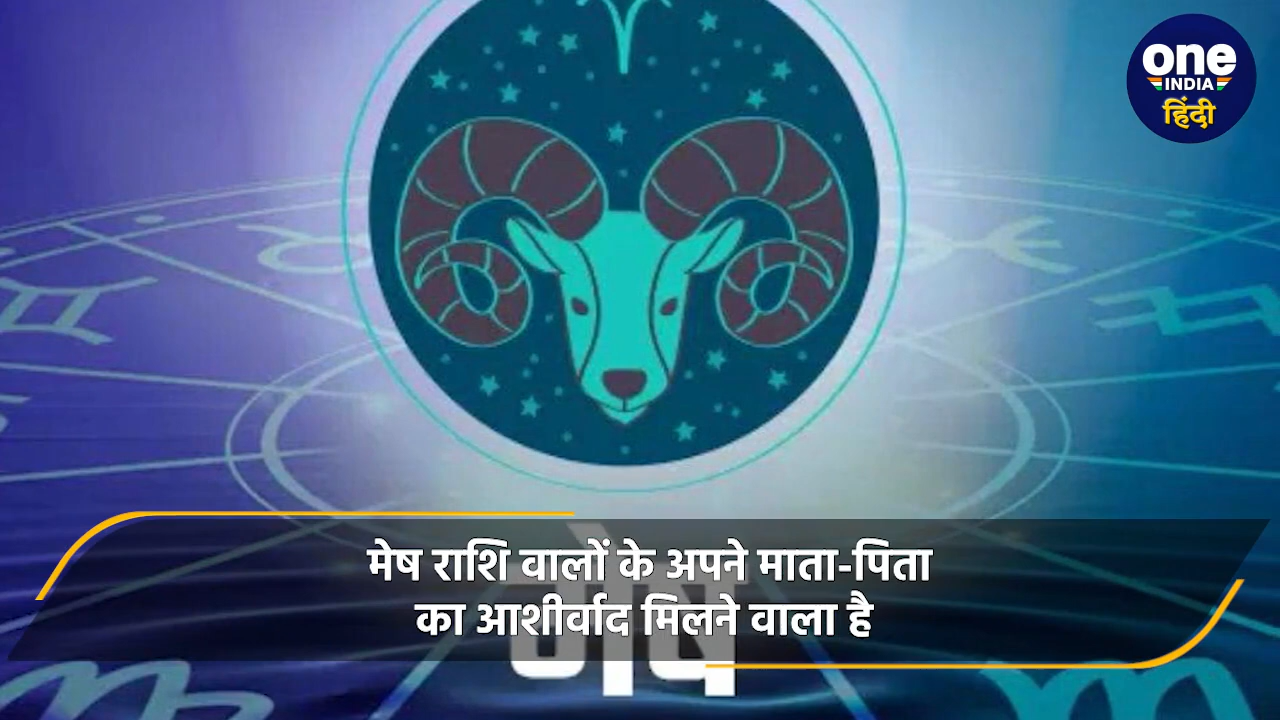 one
INDIA
हिंदी
मेष राशि वालों के अपने माता-पिता
का आशीर्वाद मिलने वाला है
मेष